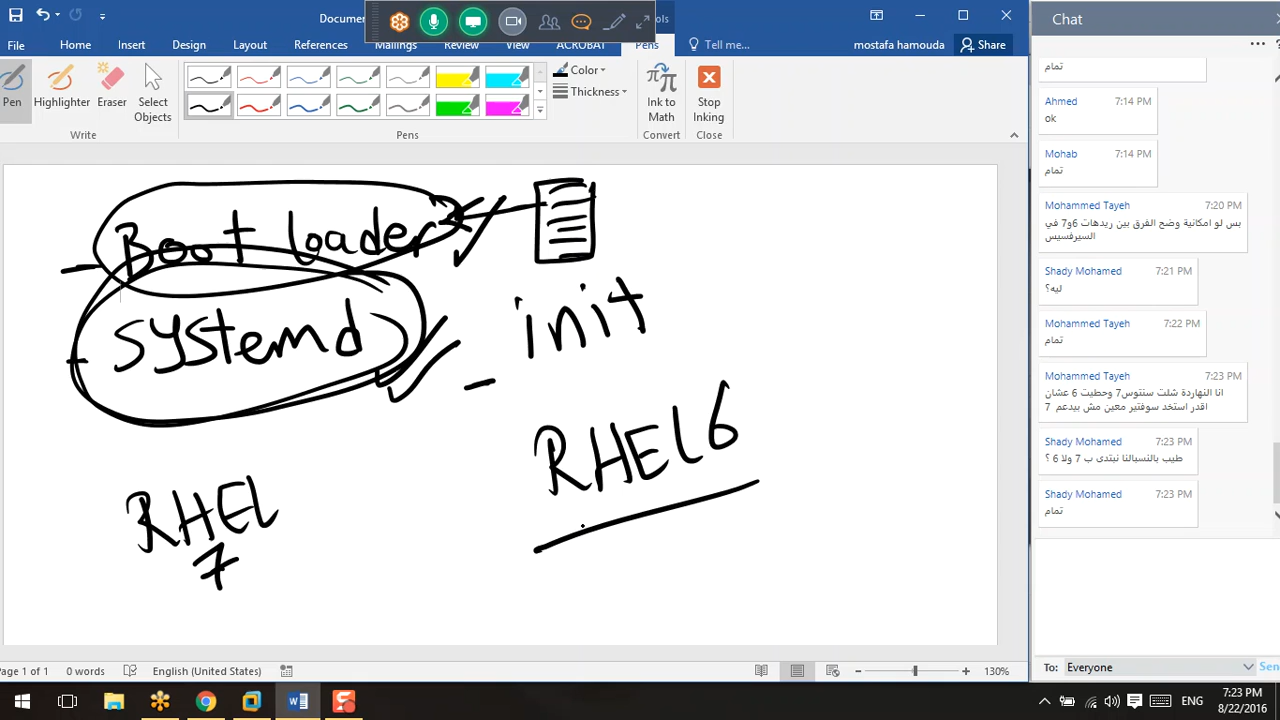 Documen
ols
File
Home
Insert
Design
Layout
References
Mailings
Review
View
ACROBAT
Pens
Tell me...
mostafa hamouda
Share
Pen
Highlighter
Eraser
Select Objects
Color
Thickness
Ink to Math
Stop Inking
Write
Pens
Convert
Close
Boot loader
systemd
init
RHEL 6
RHEL
7
Chat
تمام
Ahmed 7:14 PM
ok
Mohab 7:14 PM
تمام
Mohammed Tayeh 7:20 PM
بس لو امكانية وضح الفرق بين ريدهات 6و7 في
السيرفسيس
Shady Mohamed 7:21 PM
ليه؟
Mohammed Tayeh 7:22 PM
تمام
Mohammed Tayeh 7:23 PM
انا النهاردة شلت سنتوس7 وحطيت 6 عشان
اقدر استخد سوفتير معين مش بيدعم 7
Shady Mohamed 7:23 PM
طيب بالنسبالنا نبتدى ب 7 ولا 6 ؟
Shady Mohamed 7:23 PM
تمام
To: Everyone
Sen
Page 1 of 1
0 words
English (United States)
130%
ENG
7:23 PM
8/22/2016